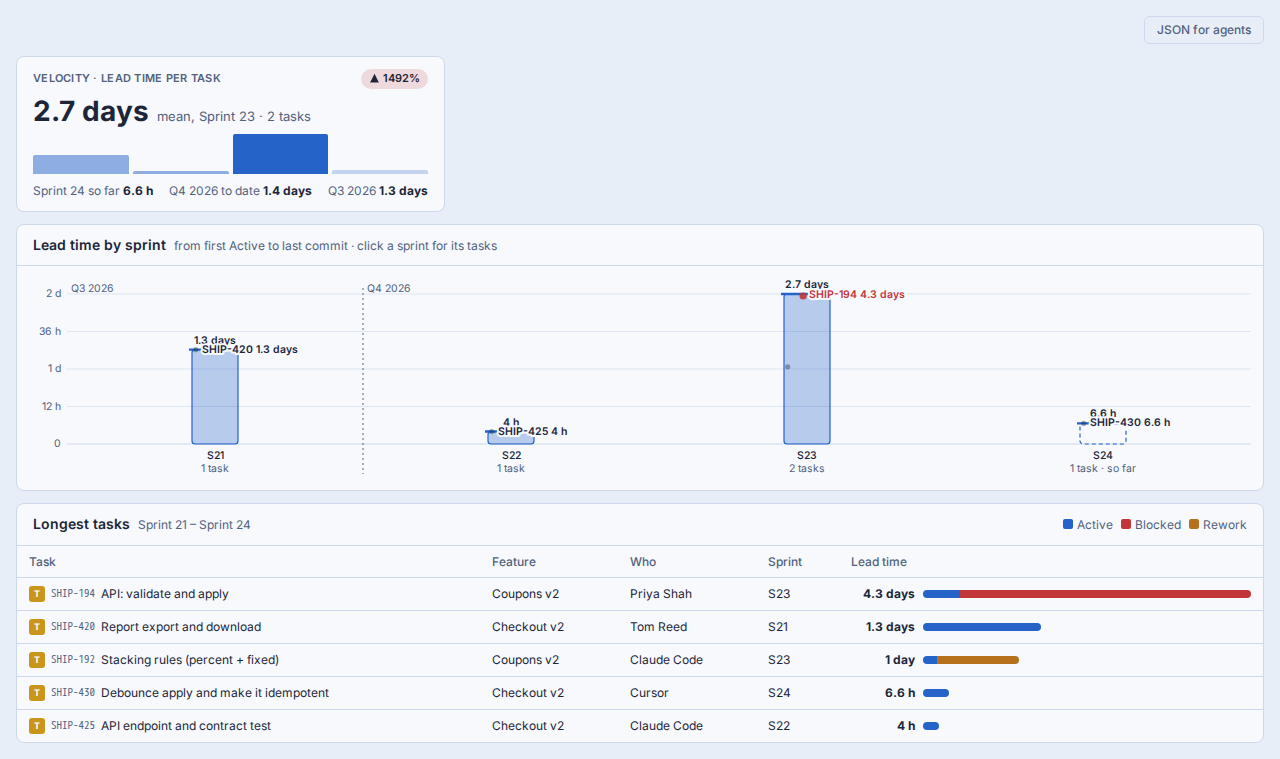 JSON for agents
VELOCITY · LEAD TIME PER TASK
▲ 1492%
2.7 days mean, Sprint 23 · 2 tasks
Sprint 24 so far 6.6 h Q4 2026 to date 1.4 days Q3 2026 1.3 days
Lead time by sprint from first Active to last commit · click a sprint for its tasks
Q3 2026
Q4 2026
2 d
36 h
1 d
12 h
0
1.3 days
SHIP-420 1.3 days
4 h
SHIP-425 4 h
2.7 days
SHIP-194 4.3 days
6.6 h
SHIP-430 6.6 h
S21
1 task
S22
1 task
S23
2 tasks
S24
1 task · so far
Longest tasks Sprint 21 – Sprint 24
Active Blocked Rework
Task Feature Who Sprint Lead time
T SHIP-194 API: validate and apply Coupons v2 Priya Shah S23 4.3 days
T SHIP-420 Report export and download Checkout v2 Tom Reed S21 1.3 days
T SHIP-192 Stacking rules (percent + fixed) Coupons v2 Claude Code S23 1 day
T SHIP-430 Debounce apply and make it idempotent Checkout v2 Cursor S24 6.6 h
T SHIP-425 API endpoint and contract test Checkout v2 Claude Code S22 4 h